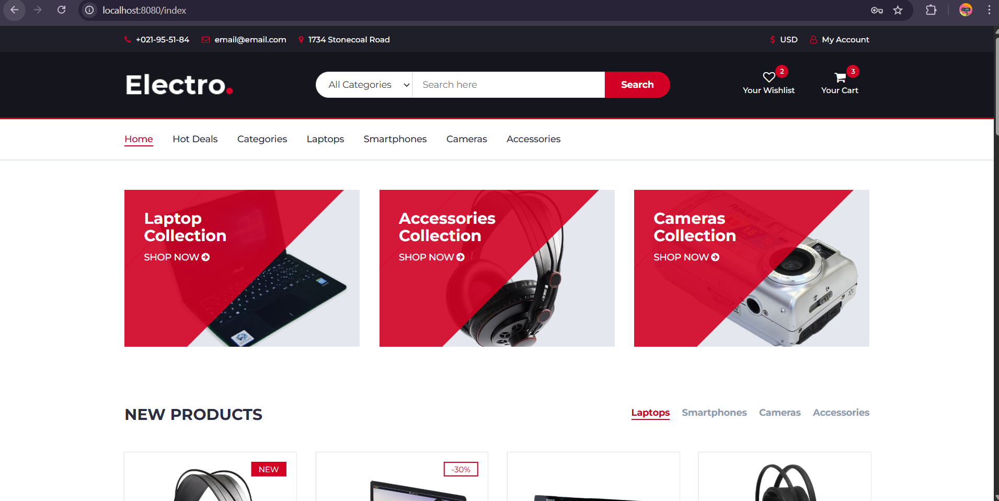 localhost:8080/index
+021-95-51-84 email@email.com 1734 Stonecoal Road $ USD My Account
Electro. All Categories Search here Search
2 3
Your Wishlist Your Cart
Home Hot Deals Categories Laptops Smartphones Cameras Accessories
Laptop
Collection
SHOP NOW
Accessories
Collection
SHOP NOW
Cameras
Collection
SHOP NOW
Rekam
NEW PRODUCTS
Laptops Smartphones Cameras Accessories
NEW
-30%
SONY